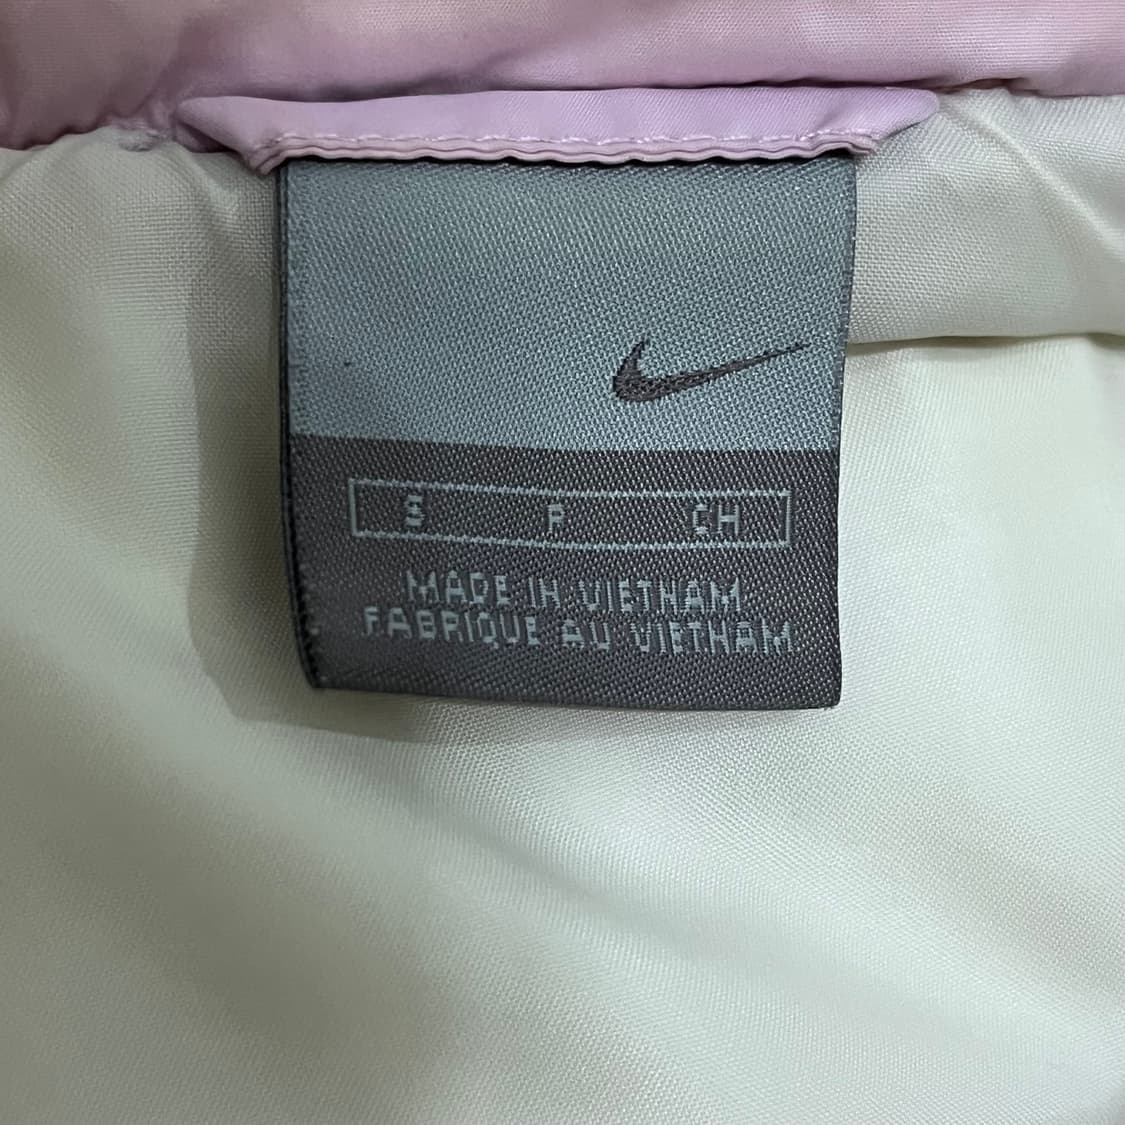 S P CH
MADE IN VIETNAM
FABRIQUE AU VIETNAM